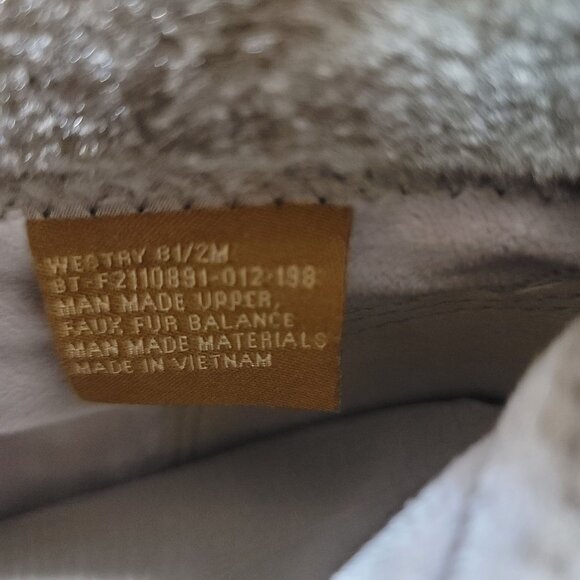 WESTRY 8 1/2M
BT-F2110891-012-198
MAN MADE UPPER,
FAUX FUR BALANCE
MAN MADE MATERIALS
MADE IN VIETNAM